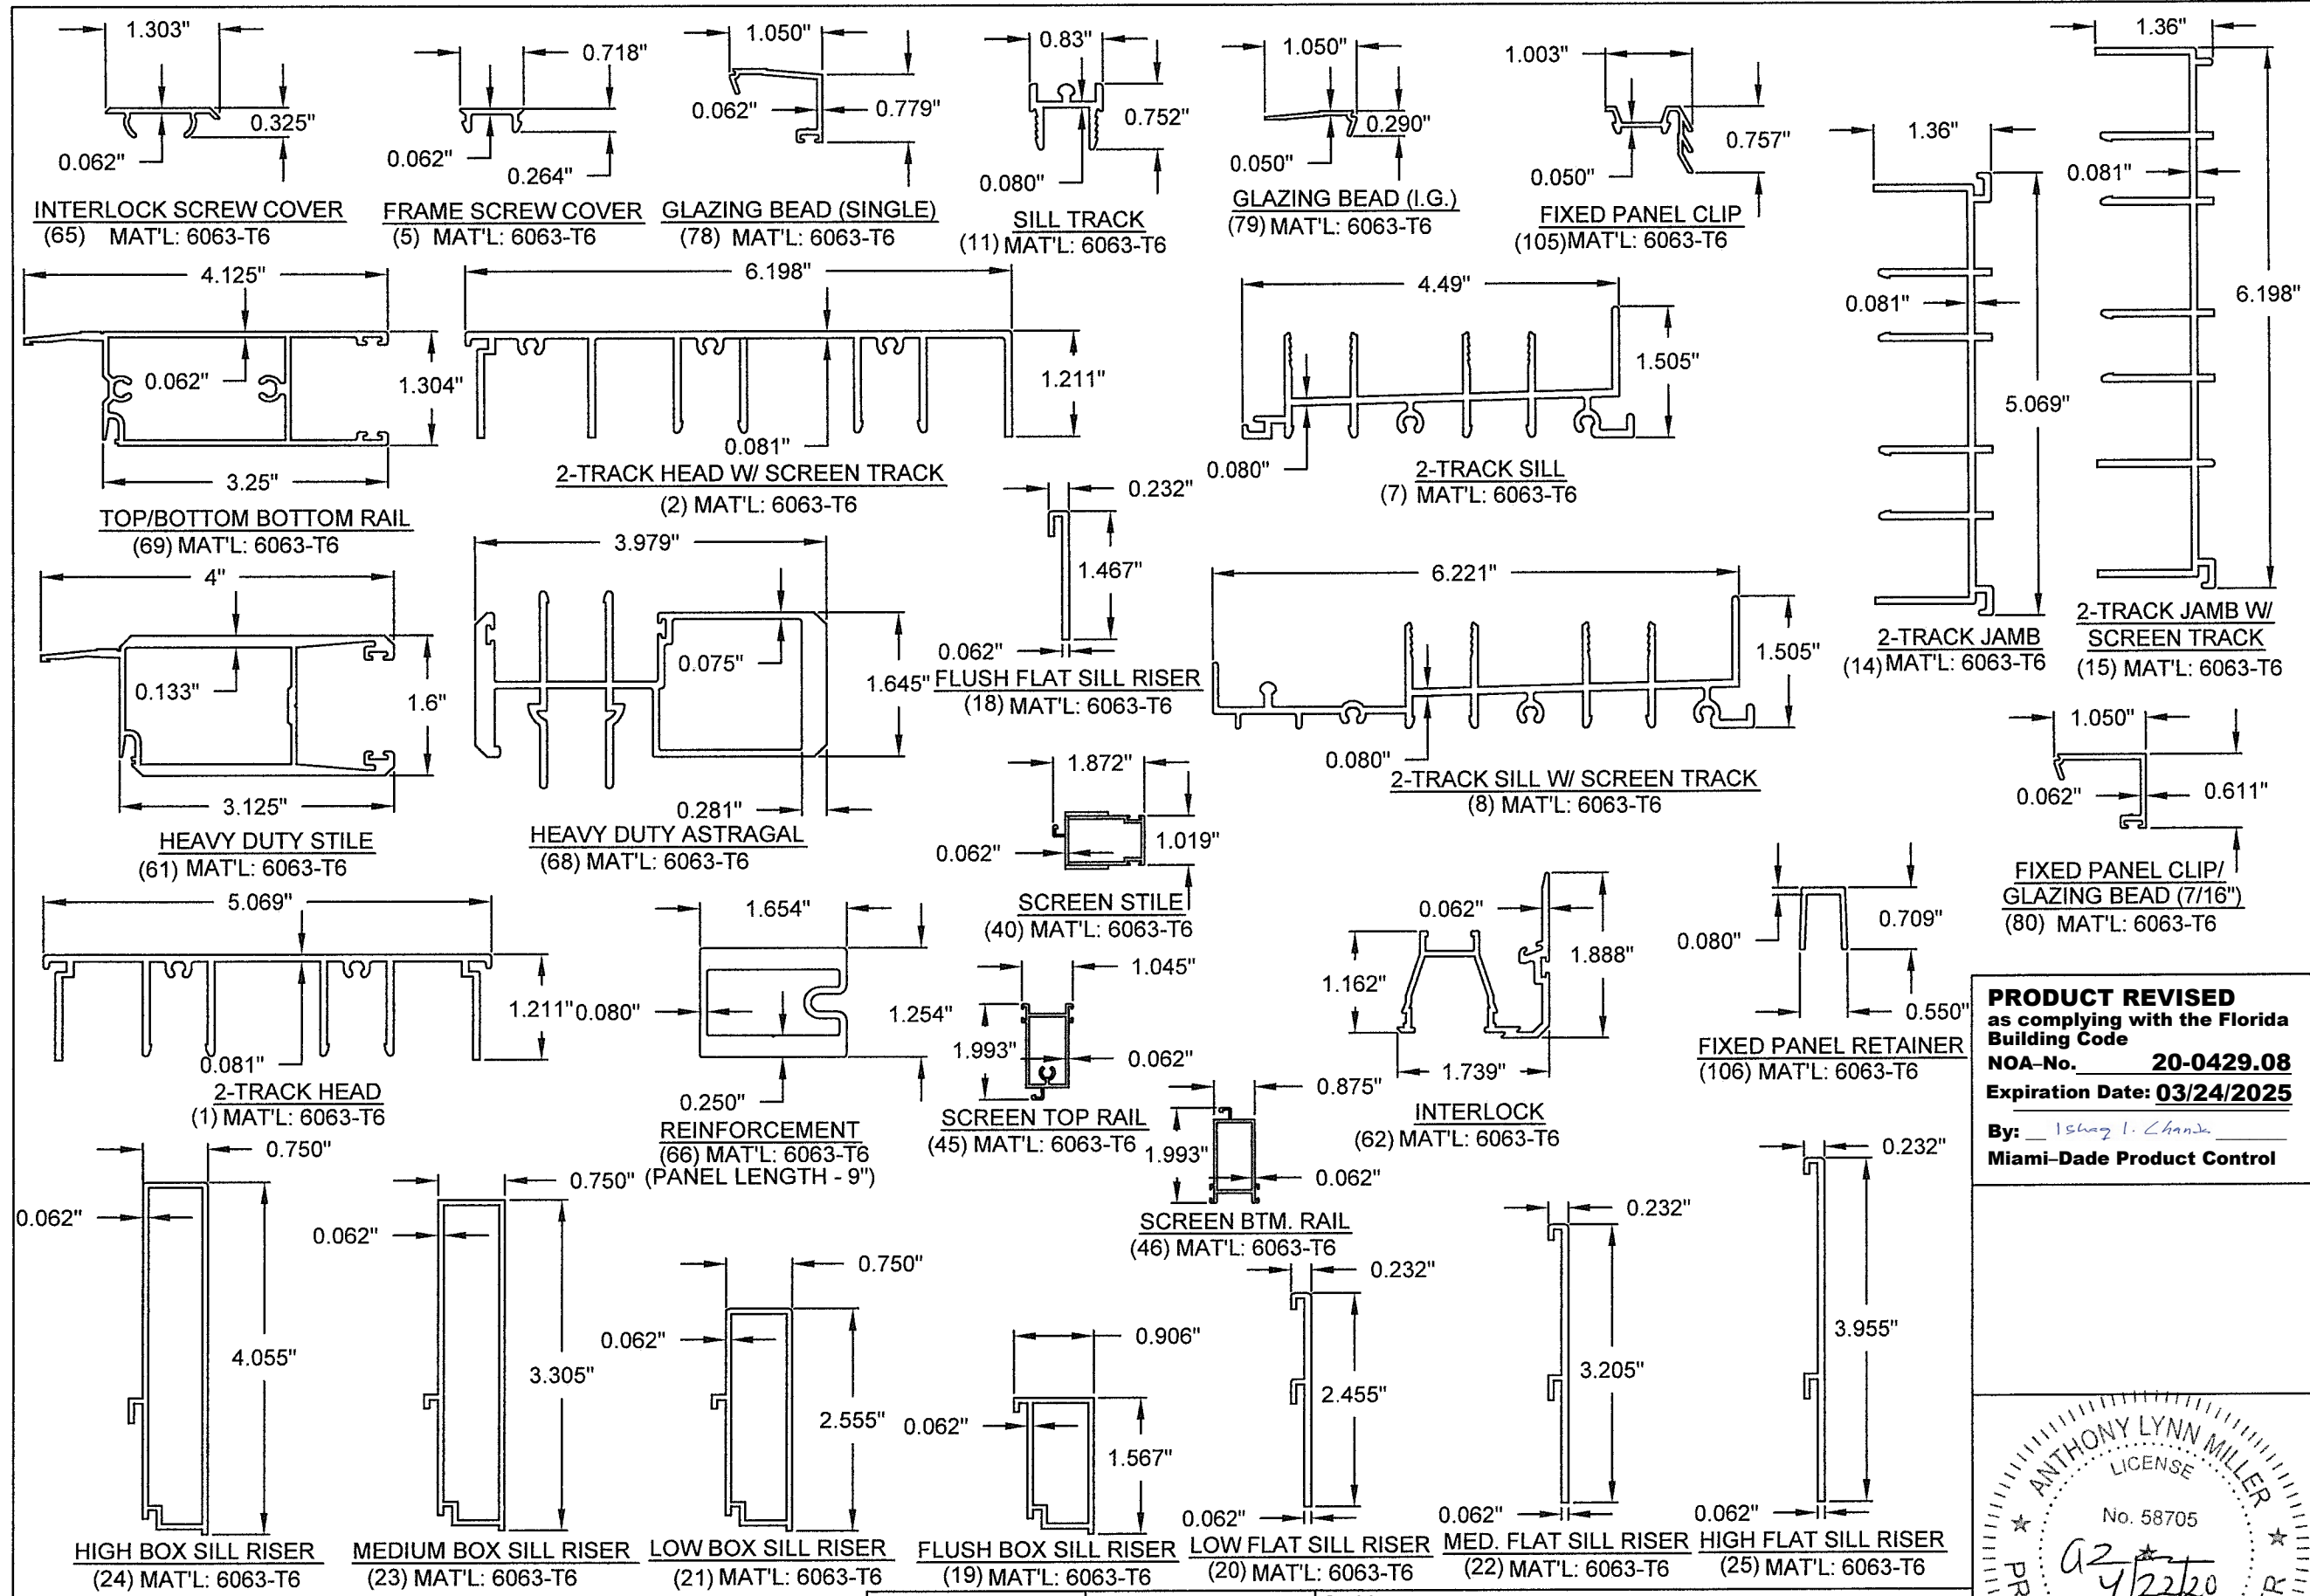 1.303"
0.325"
0.062"
INTERLOCK SCREW COVER
(65) MAT'L: 6063-T6
0.718"
0.062"
0.264"
FRAME SCREW COVER
(5) MAT'L: 6063-T6
1.050"
0.062"
0.779"
GLAZING BEAD (SINGLE)
(78) MAT'L: 6063-T6
0.83"
0.752"
0.080"
SILL TRACK
(11) MAT'L: 6063-T6
1.050"
0.290"
0.050"
GLAZING BEAD (I.G.)
(79) MAT'L: 6063-T6
1.003"
0.757"
0.050"
FIXED PANEL CLIP
(105) MAT'L: 6063-T6
1.36"
0.081"
5.069"
2-TRACK JAMB
(14) MAT'L: 6063-T6
1.36"
0.081"
6.198"
2-TRACK JAMB W/
SCREEN TRACK
(15) MAT'L: 6063-T6
4.125"
0.062"
1.304"
3.25"
TOP/BOTTOM BOTTOM RAIL
(69) MAT'L: 6063-T6
6.198"
1.211"
0.081"
2-TRACK HEAD W/ SCREEN TRACK
(2) MAT'L: 6063-T6
4.49"
1.505"
0.080"
2-TRACK SILL
(7) MAT'L: 6063-T6
4"
0.133"
1.6"
3.125"
HEAVY DUTY STILE
(61) MAT'L: 6063-T6
3.979"
0.075"
1.645"
0.281"
HEAVY DUTY ASTRAGAL
(68) MAT'L: 6063-T6
0.232"
1.467"
0.062"
FLUSH FLAT SILL RISER
(18) MAT'L: 6063-T6
6.221"
1.505"
0.080"
2-TRACK SILL W/ SCREEN TRACK
(8) MAT'L: 6063-T6
1.872"
0.062"
1.019"
SCREEN STILE
(40) MAT'L: 6063-T6
1.050"
0.062"
0.611"
FIXED PANEL CLIP/
GLAZING BEAD (7/16")
(80) MAT'L: 6063-T6
5.069"
1.211"
0.081"
2-TRACK HEAD
(1) MAT'L: 6063-T6
1.654"
0.080"
1.254"
0.250"
REINFORCEMENT
(66) MAT'L: 6063-T6
(PANEL LENGTH - 9")
1.045"
1.993"
0.062"
SCREEN TOP RAIL
(45) MAT'L: 6063-T6
0.875"
1.993"
0.062"
SCREEN BTM. RAIL
(46) MAT'L: 6063-T6
0.062"
1.162"
1.888"
1.739"
INTERLOCK
(62) MAT'L: 6063-T6
0.709"
0.080"
0.550"
FIXED PANEL RETAINER
(106) MAT'L: 6063-T6
PRODUCT REVISED
as complying with the Florida
Building Code
NOA-No. 20-0429.08
Expiration Date: 03/24/2025
By:
Miami-Dade Product Control
0.750"
0.062"
4.055"
HIGH BOX SILL RISER
(24) MAT'L: 6063-T6
0.750"
0.062"
3.305"
MEDIUM BOX SILL RISER
(23) MAT'L: 6063-T6
0.750"
0.062"
2.555"
LOW BOX SILL RISER
(21) MAT'L: 6063-T6
0.906"
0.062"
1.567"
FLUSH BOX SILL RISER
(19) MAT'L: 6063-T6
0.232"
2.455"
0.062"
LOW FLAT SILL RISER
(20) MAT'L: 6063-T6
0.232"
3.205"
0.062"
MED. FLAT SILL RISER
(22) MAT'L: 6063-T6
0.232"
3.955"
0.062"
HIGH FLAT SILL RISER
(25) MAT'L: 6063-T6
ANTHONY LYNN MILLER
LICENSE
No. 58705
4/22/20